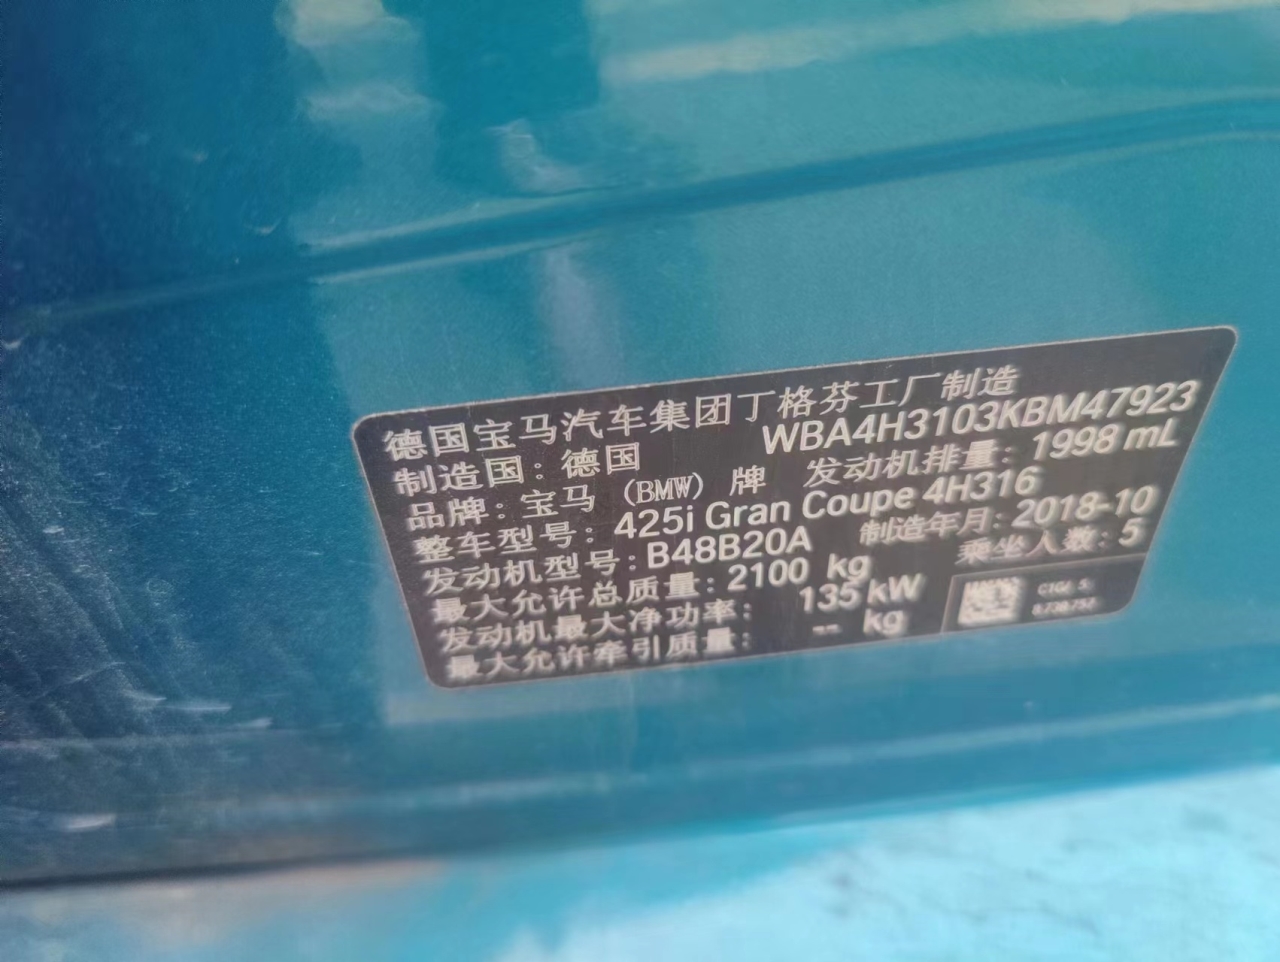 德国宝马汽车集团丁格芬工厂制造
制造国：德国 WBA4H3103KBM47923
品牌：宝马（BMW）牌 发动机排量：1998 mL
整车型号：425i Gran Coupe 4H316
发动机型号：B48B20A 制造年月：2018-10
最大允许总质量：2100 kg 乘坐人数：5
发动机最大净功率： 135 kW
最大允许牵引质量： -- kg